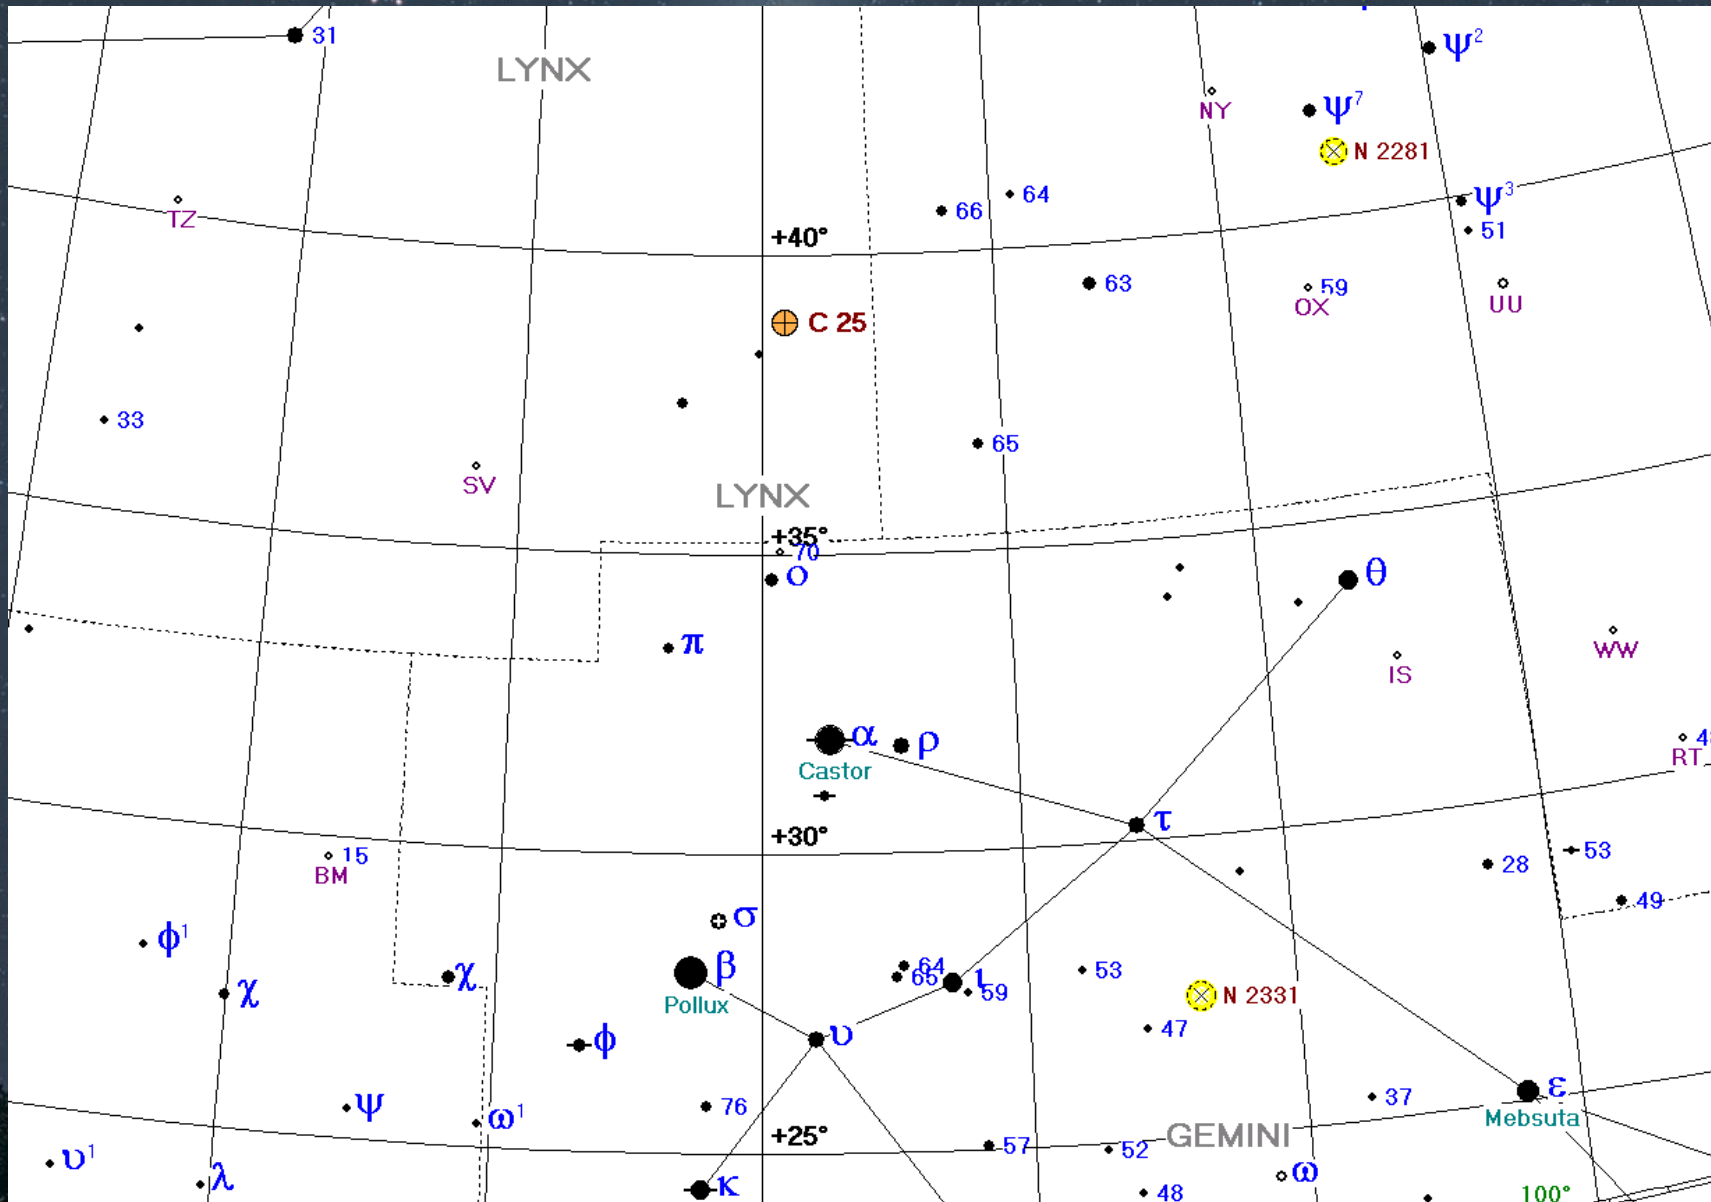 31
LYNX
ψ2
NY
ψ7
N 2281
TZ
66
64
ψ3
51
+40°
63
59
OX
UU
C 25
33
65
SV
LYNX
+35°
70
ο
θ
π
WW
IS
α
ρ
Castor
RT
τ
+30°
15
BM
28
53
49
φ1
σ
χ
χ
β
Pollux
64
65
ι
59
53
N 2331
47
υ
φ
ψ
ω1
76
37
ε
Mebsuta
+25°
57
52
GEMINI
υ1
λ
κ
48
ω
100°